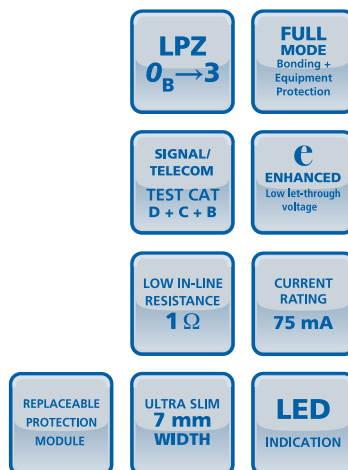 LPZ
0B→3
FULL
MODE
Bonding +
Equipment
Protection
SIGNAL/
TELECOM
TEST CAT
D + C + B
e
ENHANCED
Low let-through
voltage
LOW IN-LINE
RESISTANCE
1 Ω
CURRENT
RATING
75 mA
REPLACEABLE
PROTECTION
MODULE
ULTRA SLIM
7 mm
WIDTH
LED
INDICATION